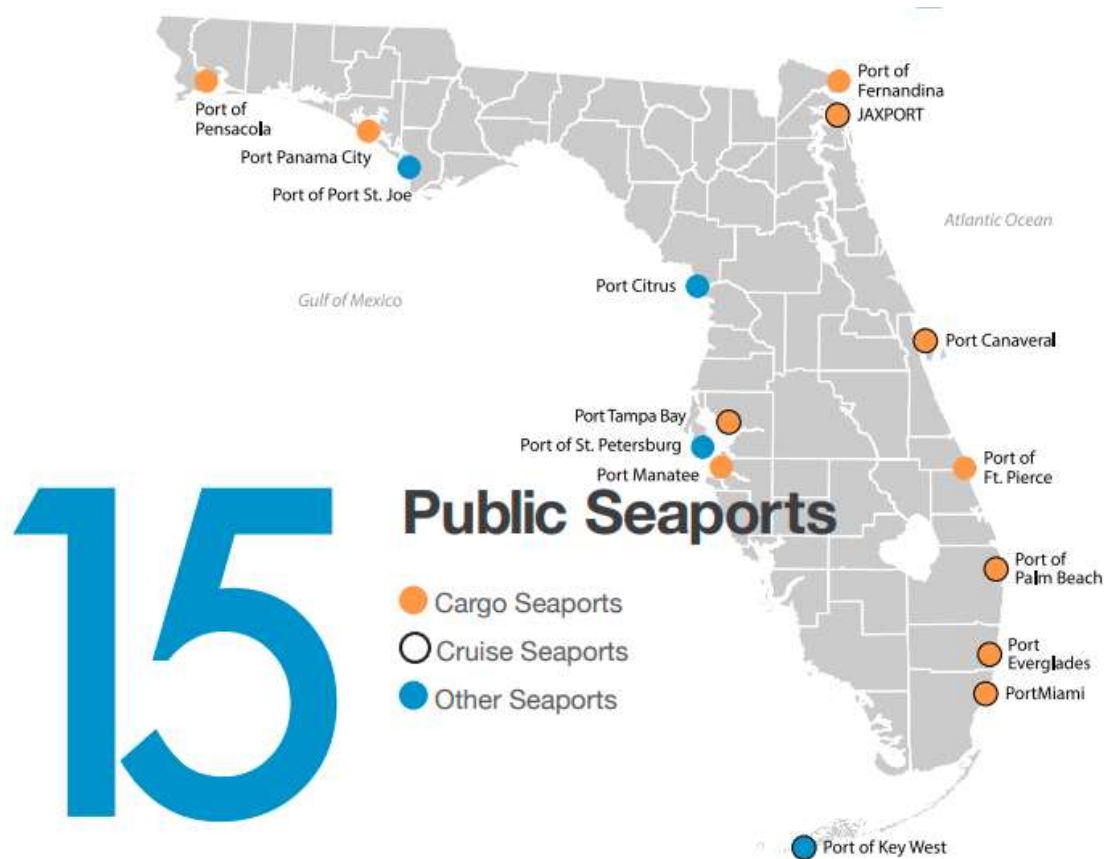 Port of
Fernandina
JAXPORT
Port of
Pensacola
Port Panama City
Port of Port St. Joe
Atlantic Ocean
Gulf of Mexico
Port Citrus
Port Canaveral
Port Tampa Bay
Port of St. Petersburg
Port Manatee
Port of
Ft. Pierce
15
Public Seaports
Cargo Seaports
Cruise Seaports
Other Seaports
Port of
Palm Beach
Port
Everglades
PortMiami
Port of Key West